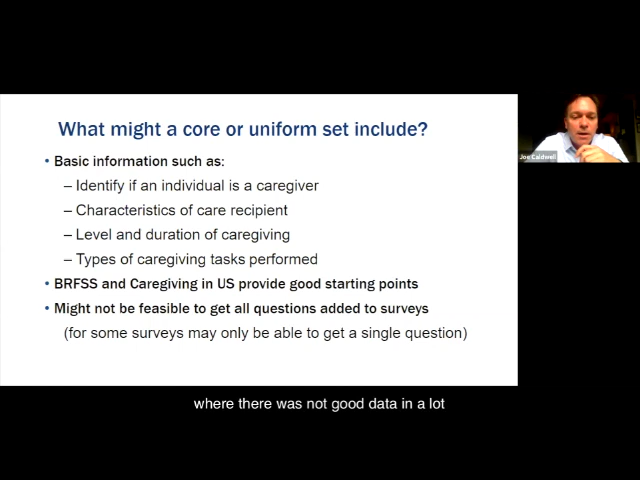 What might a core or uniform set include?
• Basic information such as:
– Identify if an individual is a caregiver
– Characteristics of care recipient
– Level and duration of caregiving
– Types of caregiving tasks performed
• BRFSS and Caregiving in US provide good starting points
• Might not be feasible to get all questions added to surveys
(for some surveys may only be able to get a single question)
Joe Caldwell
where there was not good data in a lot